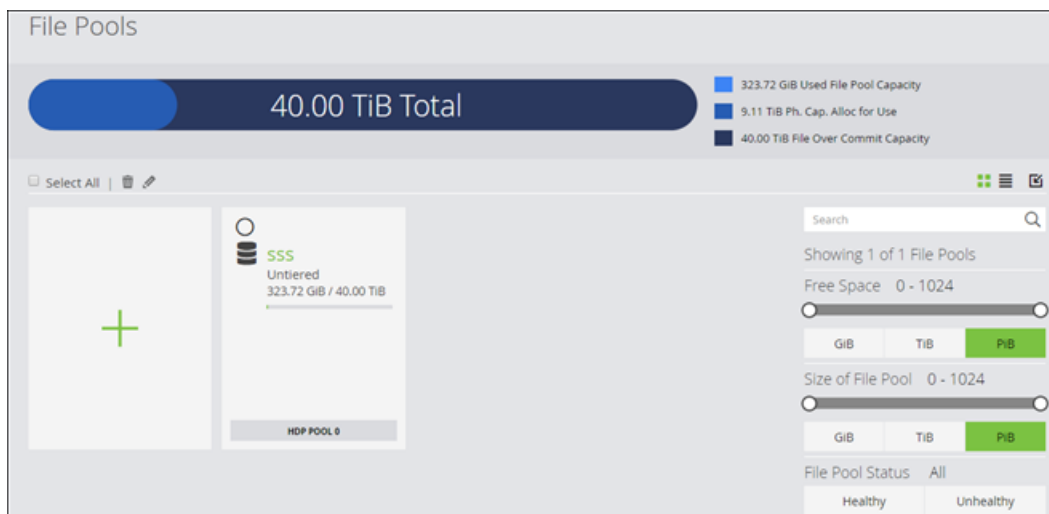 File Pools
40.00 TiB Total
323.72 GiB Used File Pool Capacity
9.11 TiB Ph. Cap. Alloc for Use
40.00 TiB File Over Commit Capacity
Select All |
sss
Untiered
323.72 GiB / 40.00 TiB
HDP POOL 0
Search
Showing 1 of 1 File Pools
Free Space 0 - 1024
GiB TiB PiB
Size of File Pool 0 - 1024
GiB TiB PiB
File Pool Status All
Healthy Unhealthy